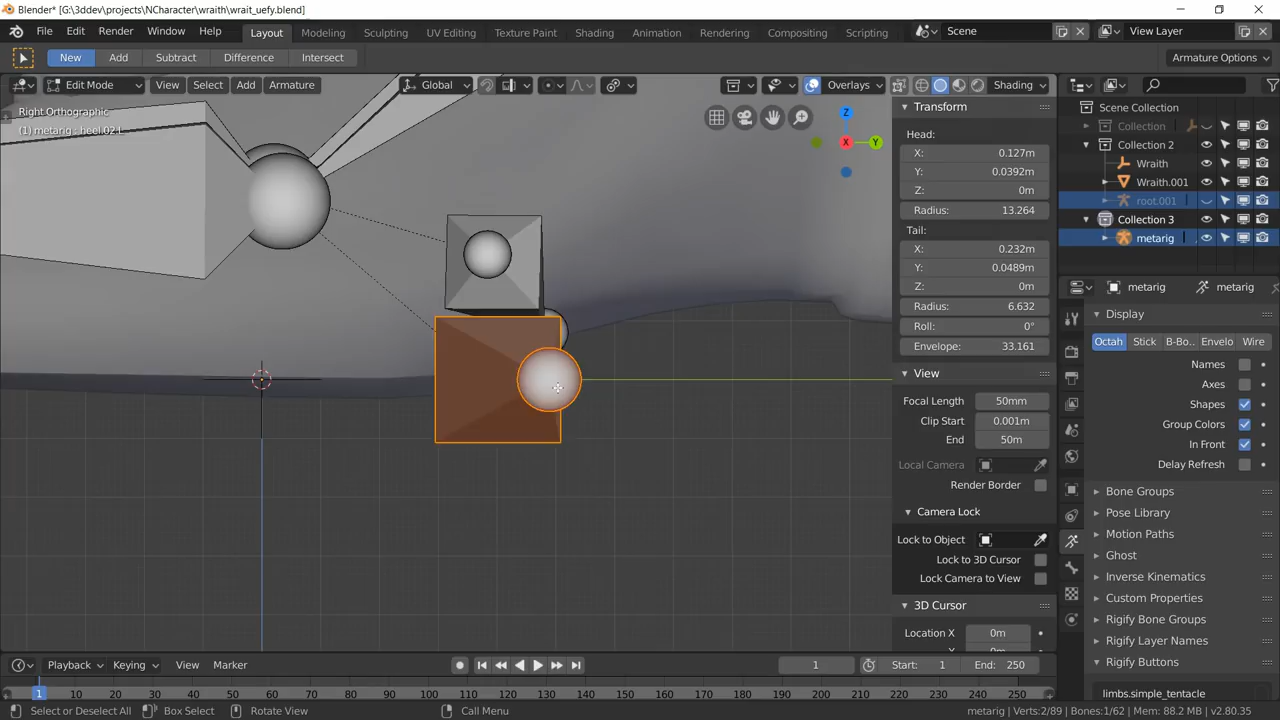 Blender* [G:\3ddev\projects\NCharacter\wraith\wrait_uefy.blend]
File Edit Render Window Help Layout Modeling Sculpting UV Editing Texture Paint Shading Animation Rendering Compositing Scripting Scene View Layer
New Add Subtract Difference Intersect Armature Options
Edit Mode View Select Add Armature Global Overlays Shading
Right Orthographic
(1) metarig : heel.02.L
Z
Y
X
Transform
Head:
X: 0.127m
Y: 0.0392m
Z: 0m
Radius: 13.264
Tail:
X: 0.232m
Y: 0.0489m
Z: 0m
Radius: 6.632
Roll: 0°
Envelope: 33.161
View
Focal Length 50mm
Clip Start 0.001m
End 50m
Local Camera
Render Border
Camera Lock
Lock to Object
Lock to 3D Cursor
Lock Camera to View
3D Cursor
Location X 0m
Scene Collection
Collection
Collection 2
Wraith
Wraith.001
root.001
Collection 3
metarig
metarig metarig
Display
Octah Stick B-Bo.. Envelo Wire
Names
Axes
Shapes
Group Colors
In Front
Delay Refresh
Bone Groups
Pose Library
Motion Paths
Ghost
Inverse Kinematics
Custom Properties
Rigify Bone Groups
Rigify Layer Names
Rigify Buttons
limbs.simple_tentacle
Playback Keying View Marker 1 Start: 1 End: 250
1 10 20 30 40 50 60 70 80 90 100 110 120 130 140 150 160 170 180 190 200 210 220 230 240 250
Select or Deselect All Box Select Rotate View Call Menu metarig | Verts:2/89 | Bones:1/62 | Mem: 88.2 MB | v2.80.35